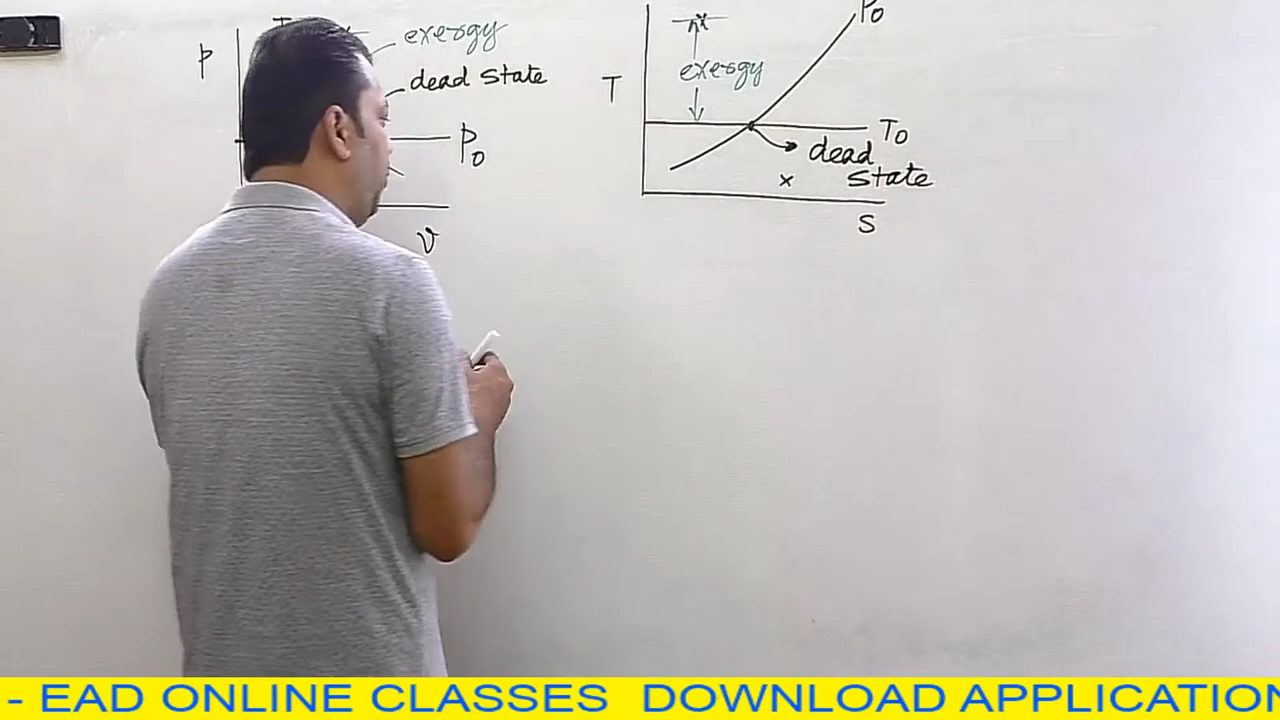 P
T
exergy
dead state
P0
v
T
exergy
P0
T0
dead
state
x
S
- EAD ONLINE CLASSES DOWNLOAD APPLICATION